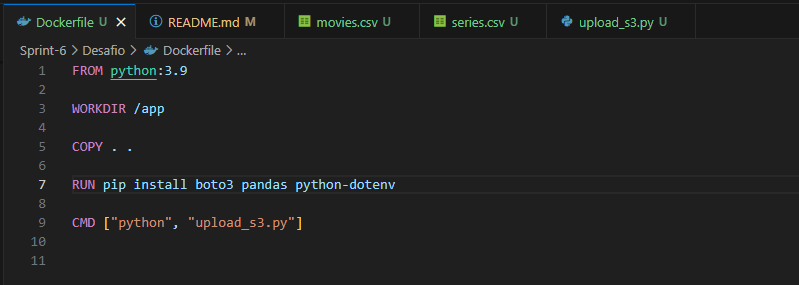 Dockerfile U README.md M movies.csv U series.csv U upload_s3.py U
Sprint-6 > Desafio > Dockerfile > ...
1 FROM python:3.9
2
3 WORKDIR /app
4
5 COPY . .
6
7 RUN pip install boto3 pandas python-dotenv
8
9 CMD ["python", "upload_s3.py"]
10
11